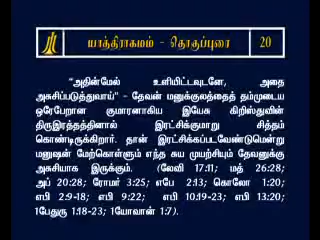 யாத்திராகமம் - தொகுப்புரை 20
"அதின்மேல் உளியிட்டவுடனே, அதை
அசுசிப்படுத்துவாய்" - தேவன் மனுக்குலத்தைத் தம்முடைய
ஒரேபேறான குமாரனாகிய இயேசு கிறிஸ்துவின்
திருஇரத்தத்தினால் இரட்சிக்குமாறு சித்தம்
கொண்டிருக்கிறார். தான் இரட்சிக்கப்படவேண்டுமென்று
மனுஷன் மேற்கொள்ளும் எந்த சுய முயற்சியும் தேவனுக்கு
அசுசியாக இருக்கும். (லேவி 17:11; மத் 26:28;
அப் 20:28; ரோமர் 3:25; எபே 2:13; கொலோ 1:20;
எபி 2:9-18; எபி 9:22; எபி 10:19-23; எபி 13:20;
1பேதுரு 1:18-23; 1யோவான் 1:7).